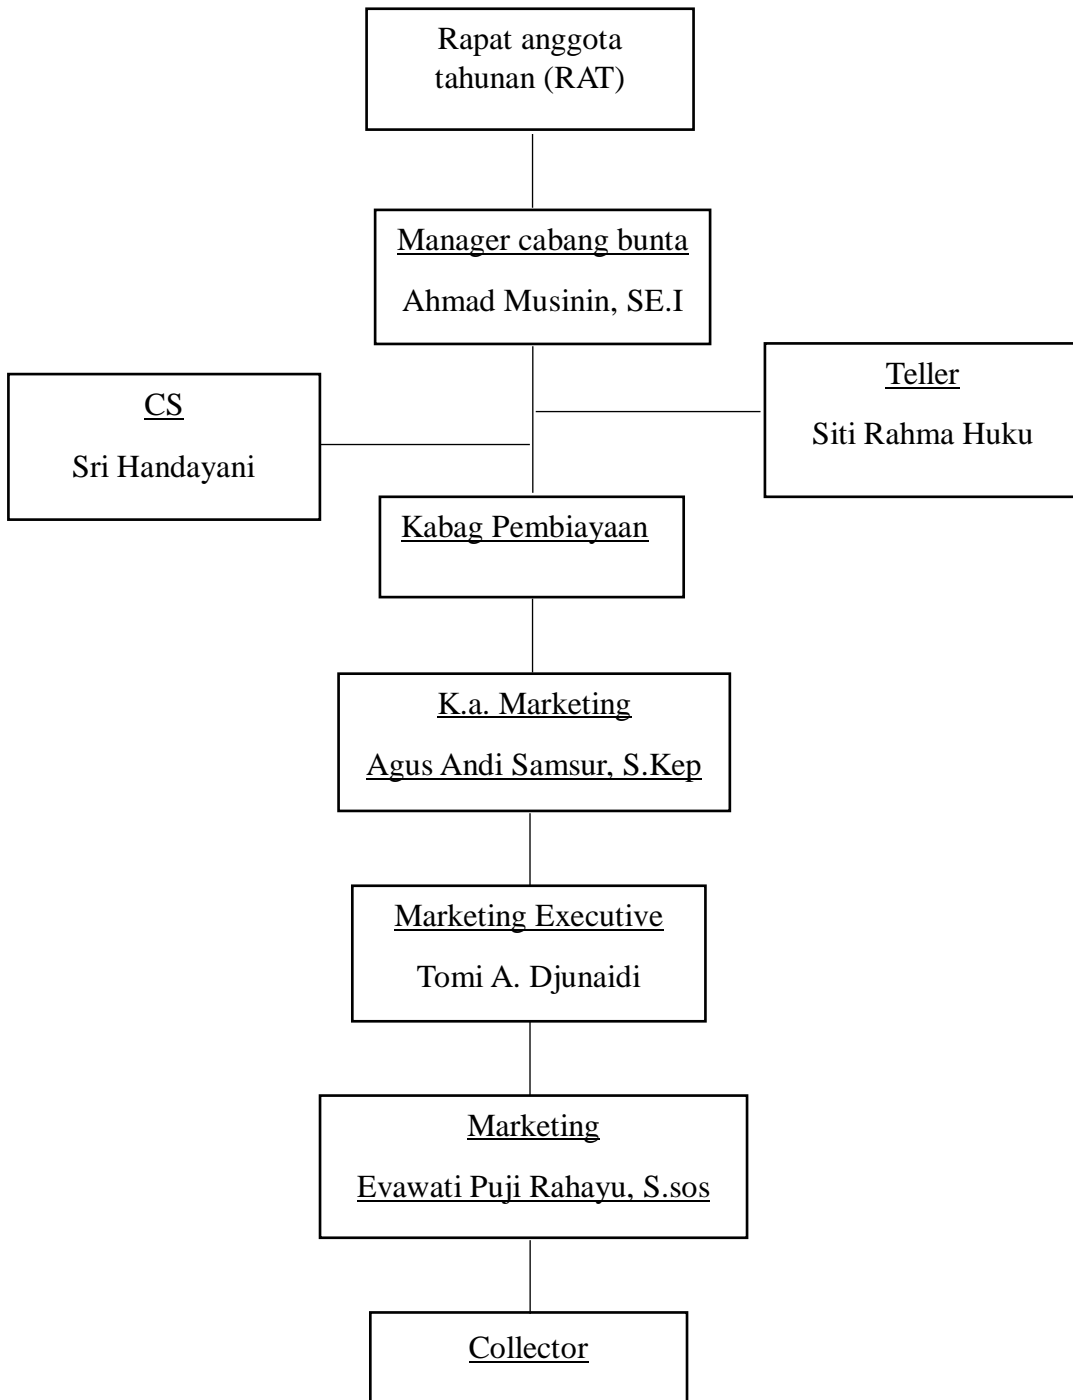 Rapat anggota
tahunan (RAT)
Manager cabang bunta
Ahmad Musinin, SE.I
CS
Sri Handayani
Teller
Siti Rahma Huku
Kabag Pembiayaan
K.a. Marketing
Agus Andi Samsur, S.Kep
Marketing Executive
Tomi A. Djunaidi
Marketing
Evawati Puji Rahayu, S.sos
Collector